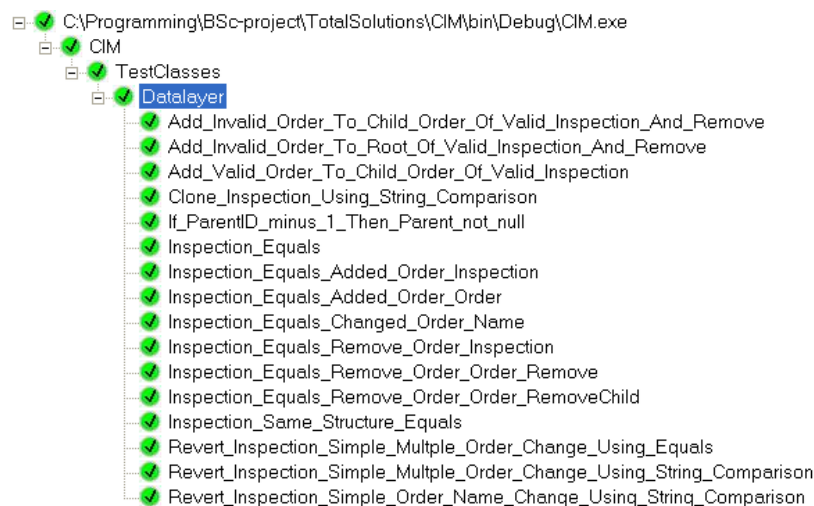 C:\Programming\BSc-project\TotalSolutions\CIM\bin\Debug\CIM.exe
CIM
TestClasses
Datalayer
Add_Invalid_Order_To_Child_Order_Of_Valid_Inspection_And_Remove
Add_Invalid_Order_To_Root_Of_Valid_Inspection_And_Remove
Add_Valid_Order_To_Child_Order_Of_Valid_Inspection
Clone_Inspection_Using_String_Comparison
If_ParentID_minus_1_Then_Parent_not_null
Inspection_Equals
Inspection_Equals_Added_Order_Inspection
Inspection_Equals_Added_Order_Order
Inspection_Equals_Changed_Order_Name
Inspection_Equals_Remove_Order_Inspection
Inspection_Equals_Remove_Order_Order_Remove
Inspection_Equals_Remove_Order_Order_RemoveChild
Inspection_Same_Structure_Equals
Revert_Inspection_Simple_Multple_Order_Change_Using_Equals
Revert_Inspection_Simple_Multple_Order_Change_Using_String_Comparison
Revert_Inspection_Simple_Order_Name_Change_Using_String_Comparison